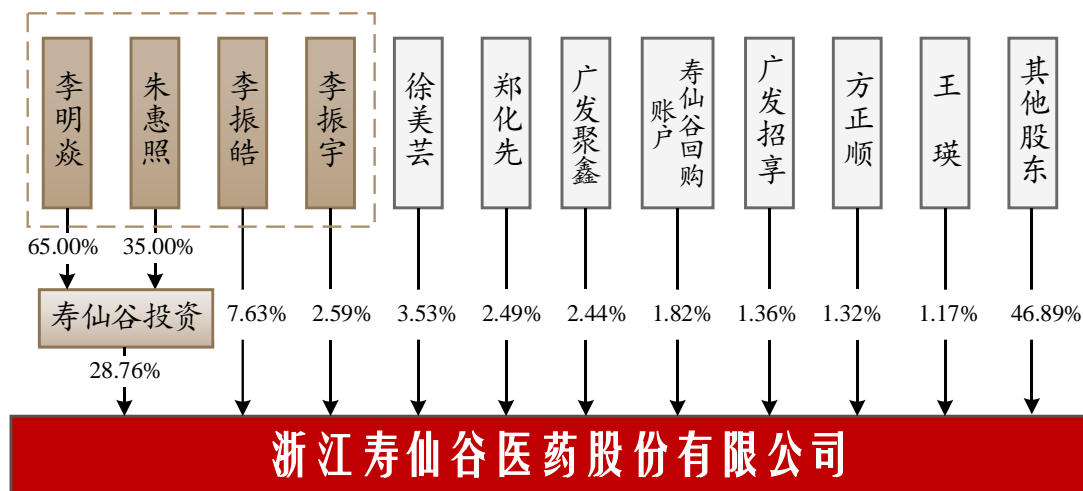 李明焱
朱惠照
李振皓
李振宇
徐美芸
郑化先
广发聚鑫
寿仙谷回购
账户
广发招享
方正顺
王瑛
其他股东
65.00%
35.00%
寿仙谷投资
7.63%
2.59%
3.53%
2.49%
2.44%
1.82%
1.36%
1.32%
1.17%
46.89%
28.76%
浙江寿仙谷医药股份有限公司